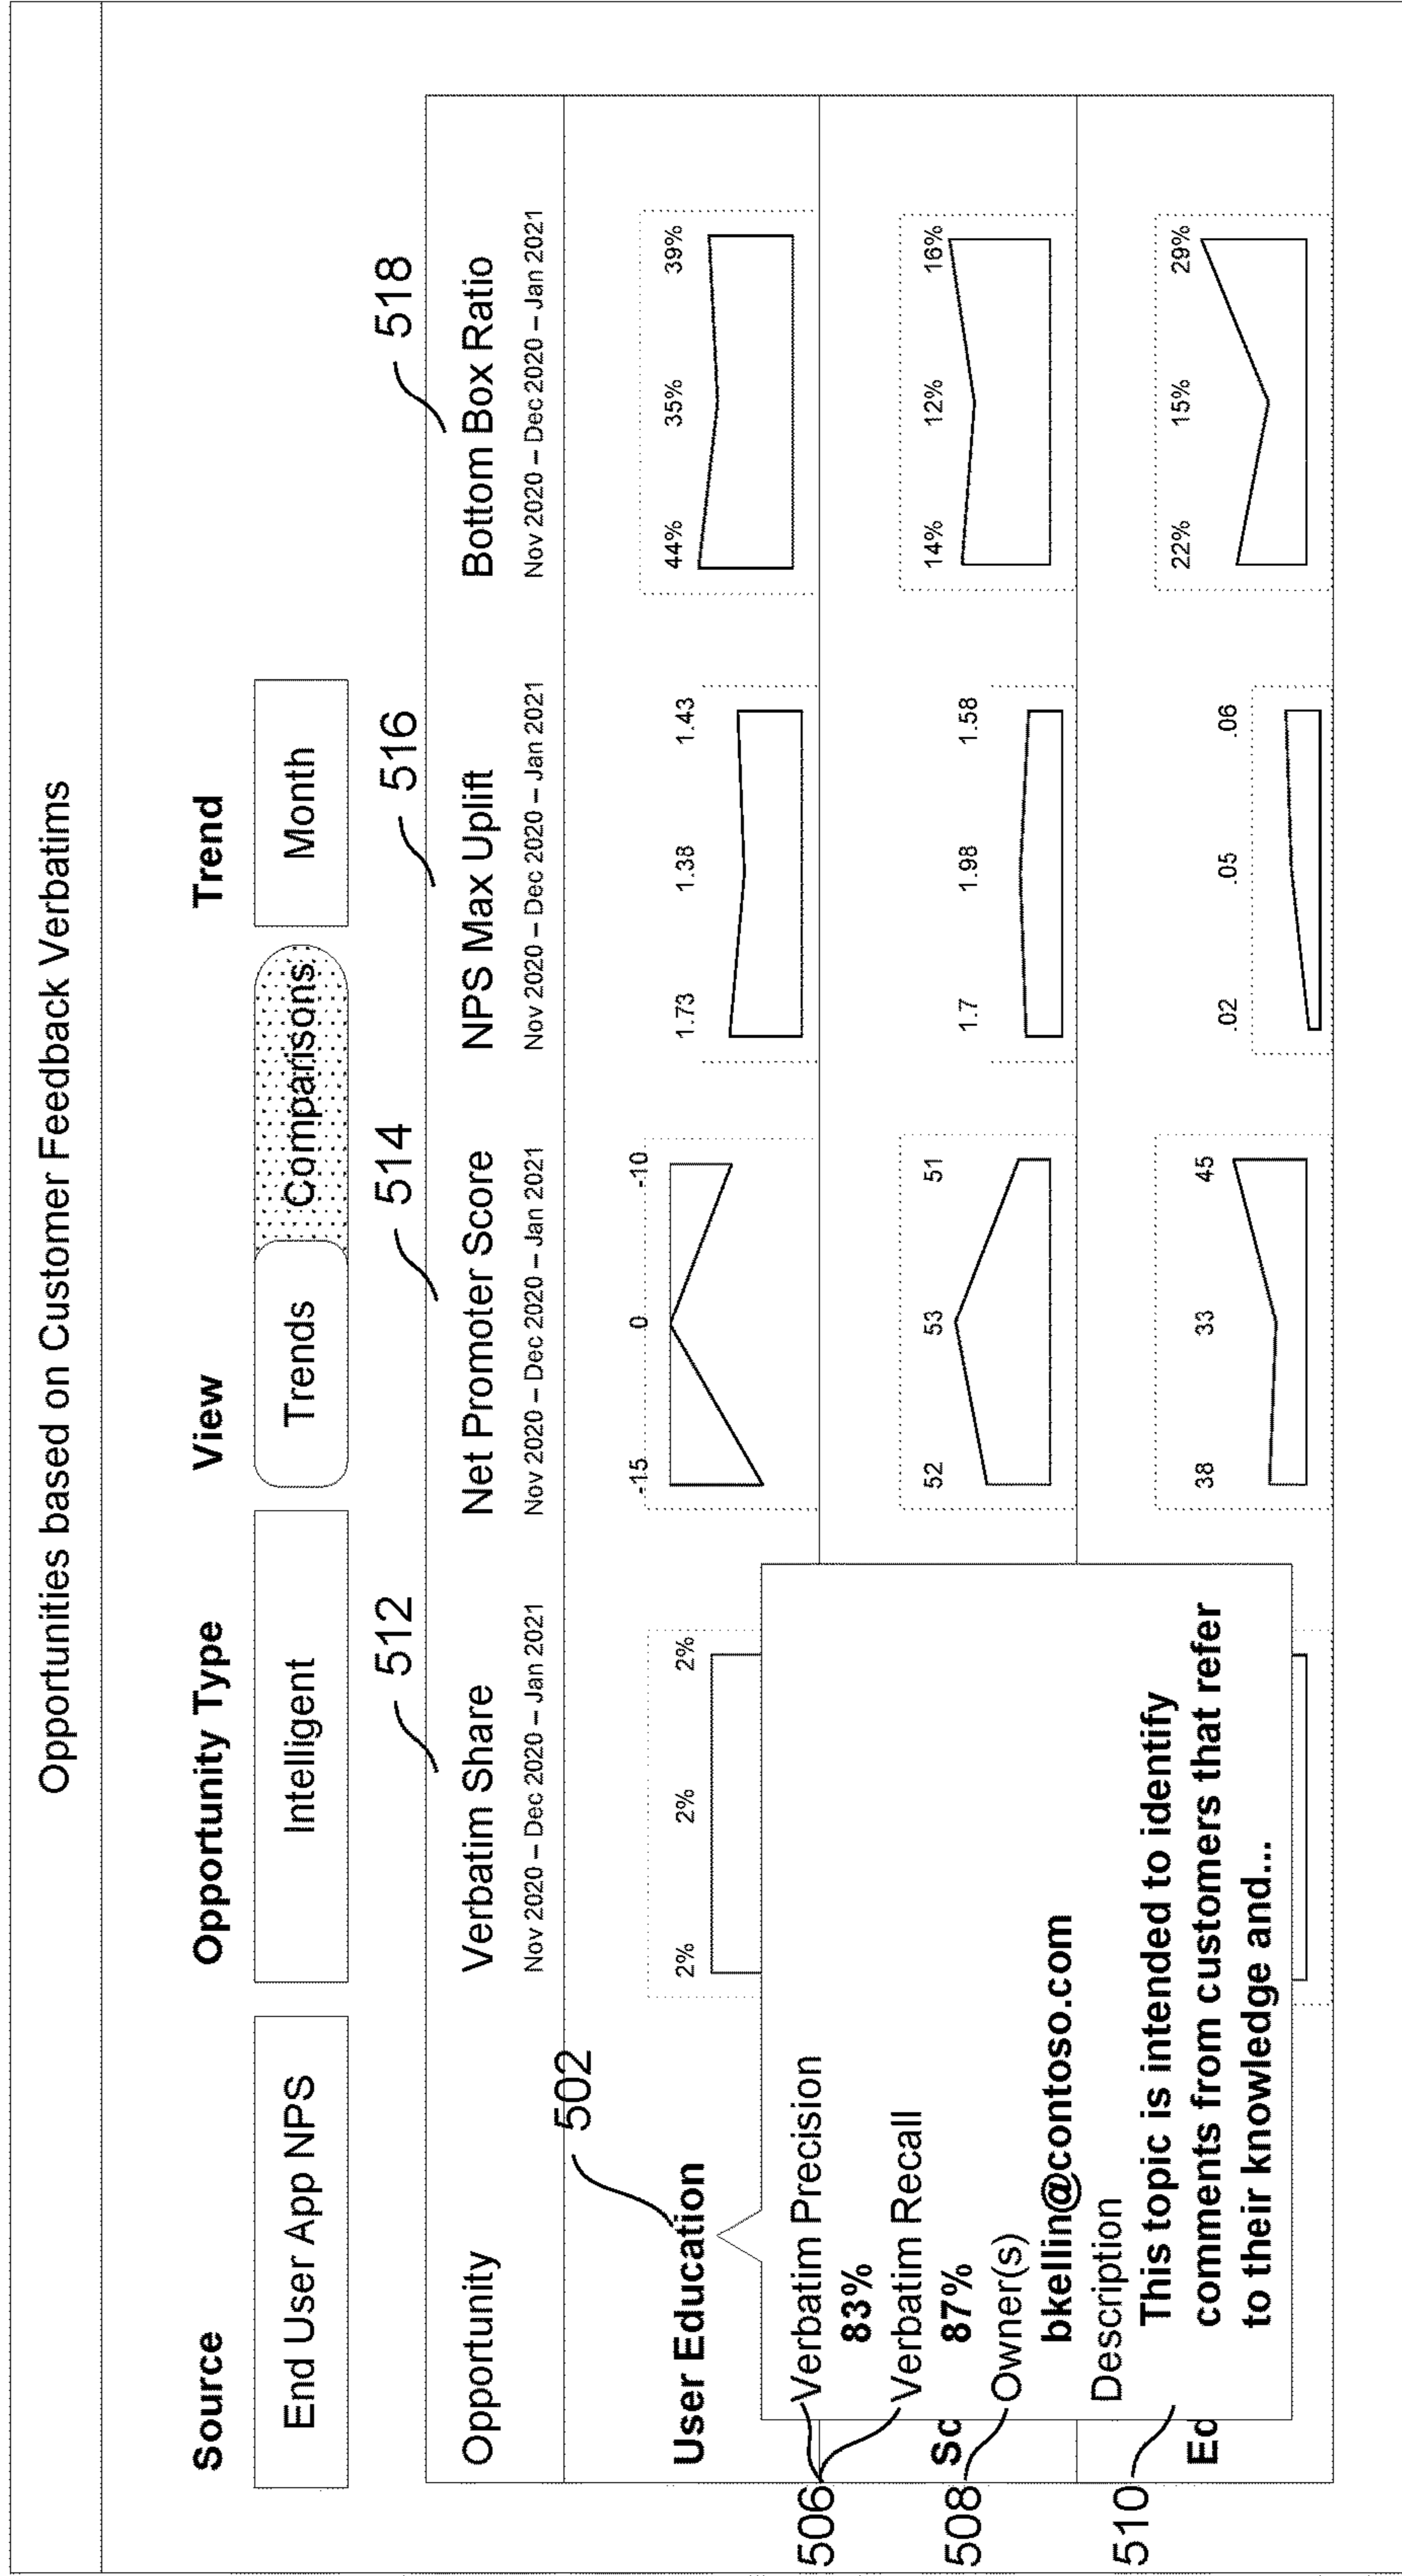 Opportunities based on Customer Feedback Verbatims
Source
Opportunity Type
View
Trend
End User App NPS
Intelligent
Trends
Comparisons
Month
512
514
516
518
Opportunity
Verbatim Share
Net Promoter Score
NPS Max Uplift
Bottom Box Ratio
Nov 2020 – Dec 2020 – Jan 2021
Nov 2020 – Dec 2020 – Jan 2021
Nov 2020 – Dec 2020 – Jan 2021
Nov 2020 – Dec 2020 – Jan 2021
502
User Education
2% 2% 2%
-15 0 -10
1.73 1.38 1.43
44% 35% 39%
506
Verbatim Precision
83%
Verbatim Recall
87%
Sc
52 53 51
1.7 1.98 1.58
14% 12% 16%
508
Owner(s)
bkellin@contoso.com
510
Description
This topic is intended to identify
comments from customers that refer
to their knowledge and...
Ed
38 33 45
.02 .05 .06
22% 15% 29%